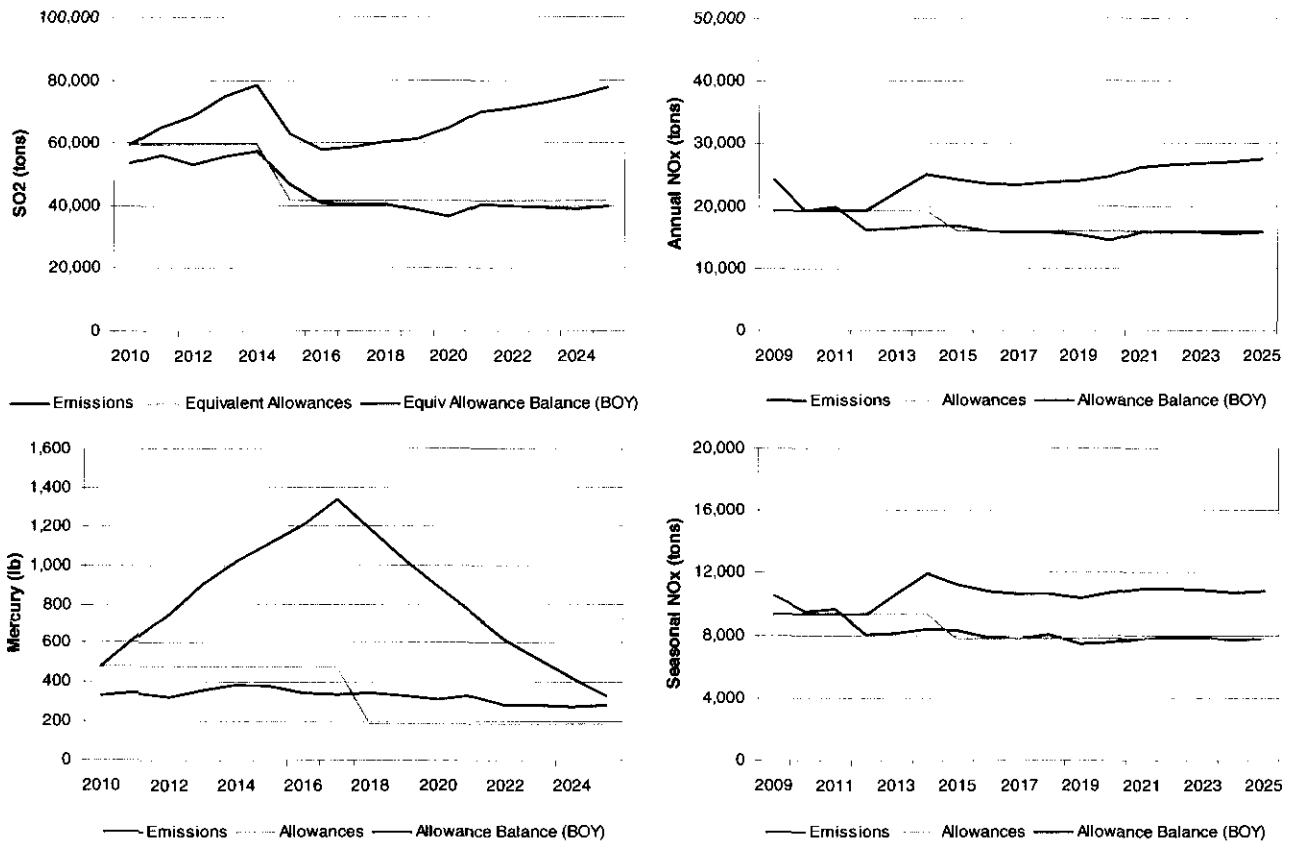 100,000
80,000
60,000
40,000
20,000
0
SO2 (tons)
2010 2012 2014 2016 2018 2020 2022 2024
Emissions Equivalent Allowances Equiv Allowance Balance (BOY)
50,000
40,000
30,000
20,000
10,000
0
Annual NOx (tons)
2009 2011 2013 2015 2017 2019 2021 2023 2025
Emissions Allowances Allowance Balance (BOY)
1,600
1,400
1,200
1,000
800
600
400
200
0
Mercury (lb)
2010 2012 2014 2016 2018 2020 2022 2024
Emissions Allowances Allowance Balance (BOY)
20,000
16,000
12,000
8,000
4,000
0
Seasonal NOx (tons)
2009 2011 2013 2015 2017 2019 2021 2023 2025
Emissions Allowances Allowance Balance (BOY)